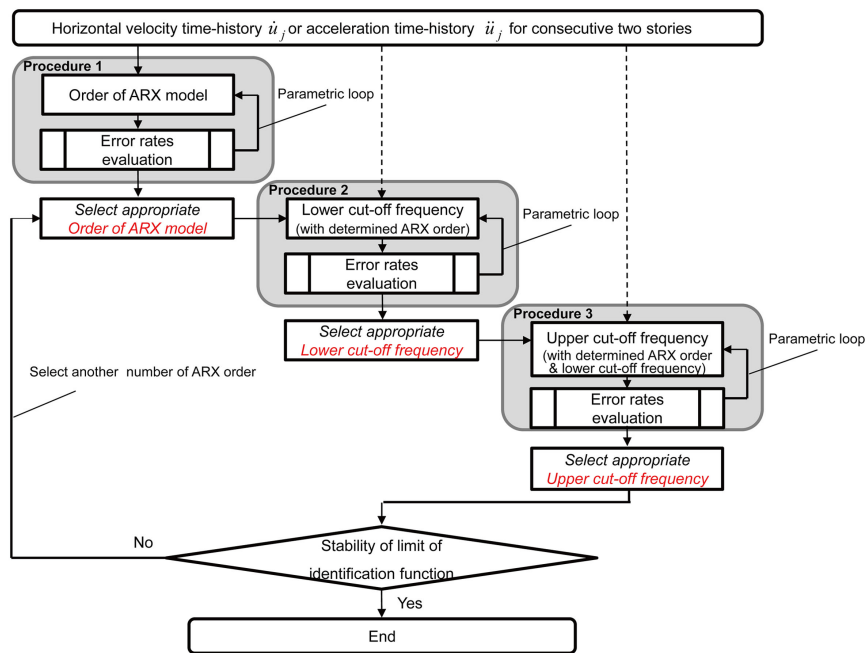 Horizontal velocity time-history u̇ j or acceleration time-history ü j for consecutive two stories
Procedure 1
Order of ARX model
Parametric loop
Error rates
evaluation
Select appropriate
Order of ARX model
Procedure 2
Lower cut-off frequency
(with determined ARX order)
Parametric loop
Error rates
evaluation
Select appropriate
Lower cut-off frequency
Procedure 3
Upper cut-off frequency
(with determined ARX order
& lower cut-off frequency)
Parametric loop
Error rates
evaluation
Select appropriate
Upper cut-off frequency
Select another number of ARX order
No
Stability of limit of
identification function
Yes
End